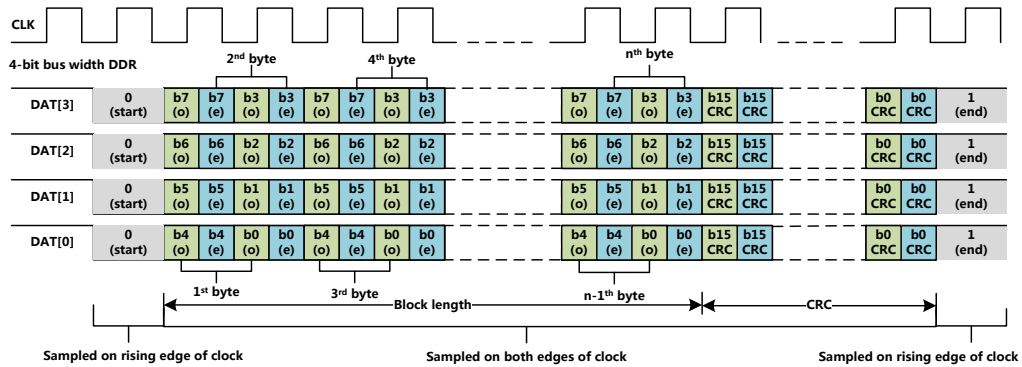 CLK
4-bit bus width DDR
2nd byte
4th byte
nth byte
DAT[3] 0 b7 b7 b3 b3 b7 b7 b3 b3 b7 b7 b3 b3 b15 b15 b0 b0 1
(start) (o) (e) (o) (e) (o) (e) (o) (e) (o) (e) (o) (e) CRC CRC CRC CRC (end)
DAT[2] 0 b6 b6 b2 b2 b6 b6 b2 b2 b6 b6 b2 b2 b15 b15 b0 b0 1
(start) (o) (e) (o) (e) (o) (e) (o) (e) (o) (e) (o) (e) CRC CRC CRC CRC (end)
DAT[1] 0 b5 b5 b1 b1 b5 b5 b1 b1 b5 b5 b1 b1 b15 b15 b0 b0 1
(start) (o) (e) (o) (e) (o) (e) (o) (e) (o) (e) (o) (e) CRC CRC CRC CRC (end)
DAT[0] 0 b4 b4 b0 b0 b4 b4 b0 b0 b4 b4 b0 b0 b15 b15 b0 b0 1
(start) (o) (e) (o) (e) (o) (e) (o) (e) (o) (e) (o) (e) CRC CRC CRC CRC (end)
1st byte
3rd byte
n-1th byte
Block length
CRC
Sampled on rising edge of clock
Sampled on both edges of clock
Sampled on rising edge of clock